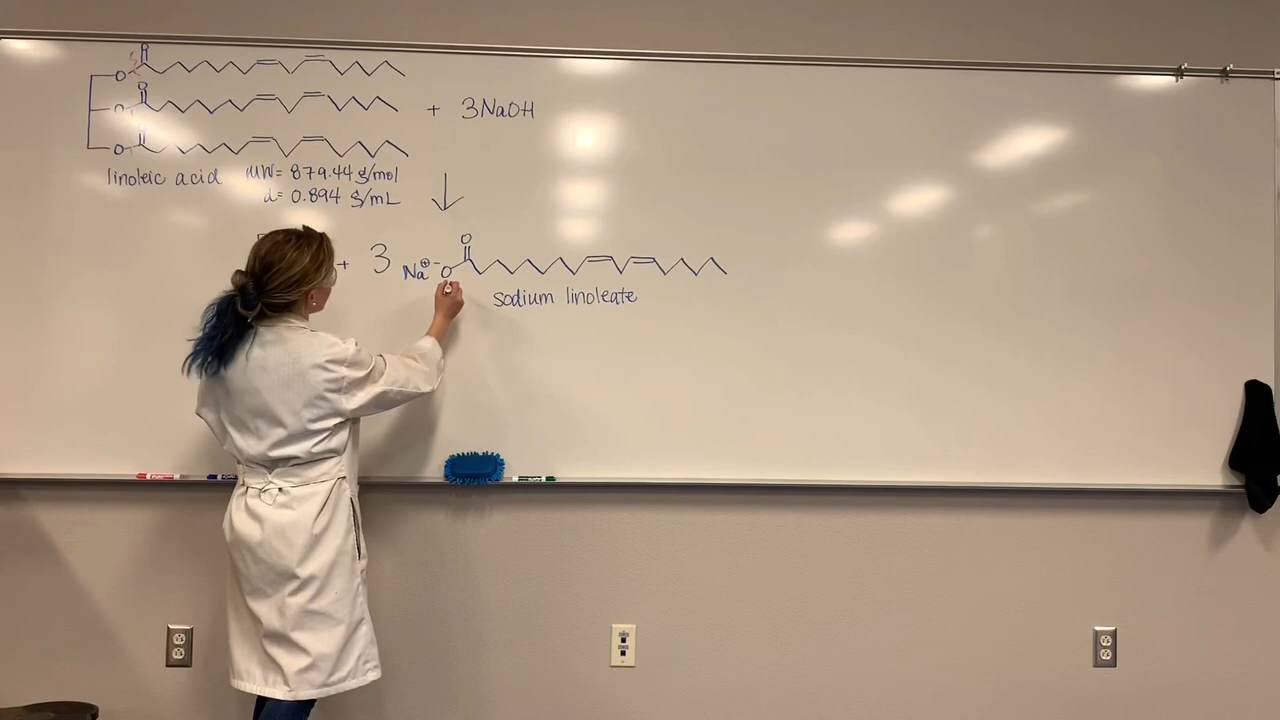 + 3NaOH
linoleic acid MW= 879.44 g/mol
d= 0.894 g/mL
+ 3 Na⊕ -O
O
sodium linoleate